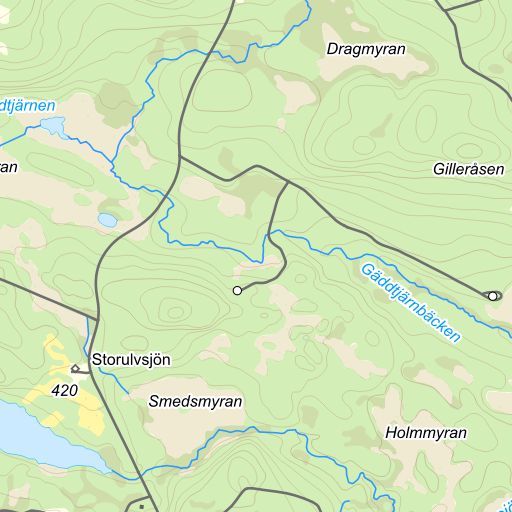 Dragmyran
dtjärnen
ran
Gilleråsen
Gäddtjärnbäcken
Storulvsjön
420
Smedsmyran
Holmmyran